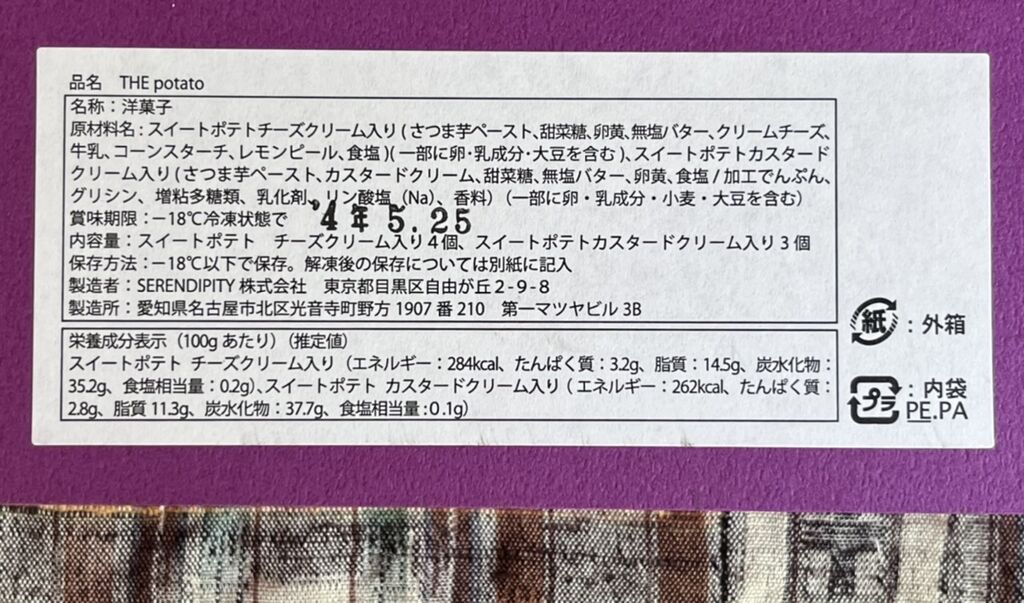 品名　THE potato
名称：洋菓子
原材料名：スイートポテトチーズクリーム入り（さつま芋ペースト、甜菜糖、卵黄、無塩バター、クリームチーズ、
牛乳、コーンスターチ、レモンピール、食塩）（一部に卵・乳成分・大豆を含む）、スイートポテトカスタード
クリーム入り（さつま芋ペースト、カスタードクリーム、甜菜糖、無塩バター、卵黄、食塩 / 加工でんぷん、
グリシン、増粘多糖類、乳化剤、リン酸塩（Na）、香料）（一部に卵・乳成分・小麦・大豆を含む）
賞味期限：−18℃冷凍状態で '4年 5.25
内容量：スイートポテト　チーズクリーム入り４個、スイートポテトカスタードクリーム入り３個
保存方法：−18℃以下で保存。解凍後の保存については別紙に記入
製造者：SERENDIPITY 株式会社　東京都目黒区自由が丘 2-9-8
製造所：愛知県名古屋市北区光音寺町野方 1907 番 210　第一マツヤビル 3B
栄養成分表示（100g あたり）（推定値）
スイートポテト チーズクリーム入り（エネルギー：284kcal、たんぱく質：3.2g、脂質：14.5g、炭水化物：
35.2g、食塩相当量：0.2g）、スイートポテト カスタードクリーム入り（エネルギー：262kcal、たんぱく質：
2.8g、脂質 11.3g、炭水化物：37.7g、食塩相当量：0.1g）
紙：外箱
プラ：内袋
PE.PA